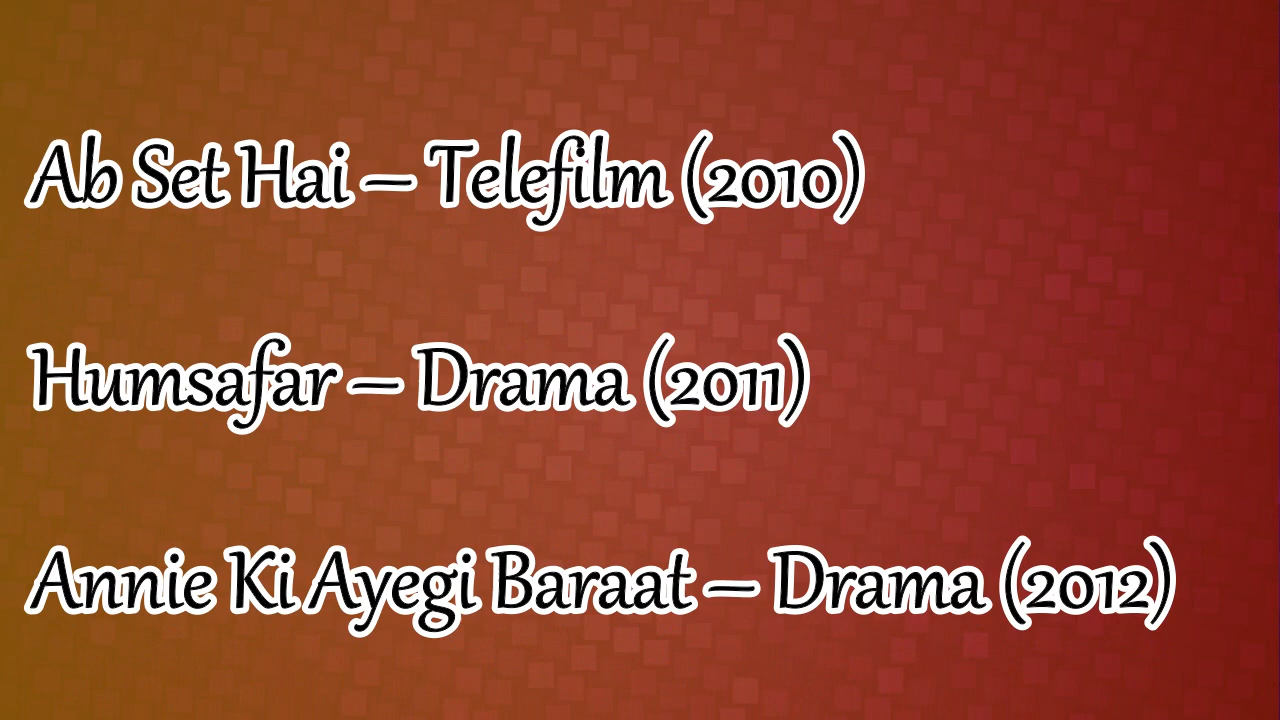 Ab Set Hai – Telefilm (2010)
Humsafar – Drama (2011)
Annie Ki Ayegi Baraat – Drama (2012)